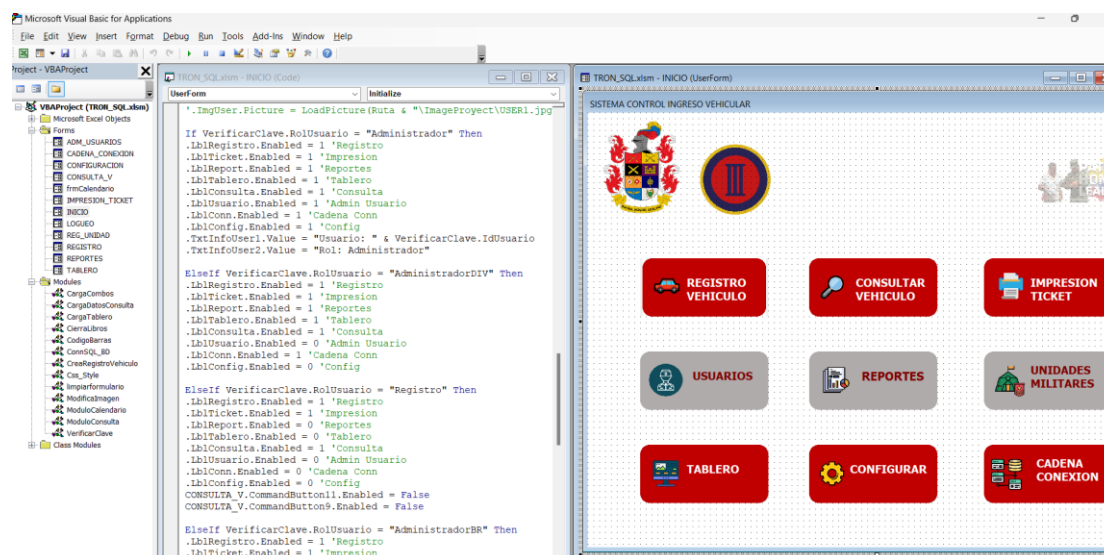 Microsoft Visual Basic for Applications
File Edit View Insert Format Debug Run Tools Add-Ins Window Help
Project - VBAProject
VBAProject (TRON_SQL.xlsm)
Microsoft Excel Objects
Forms
ADM_USUARIOS
CADENA_CONEXION
CONFIGURACION
CONSULTA_V
frmCalendario
IMPRESION_TICKET
INICIO
LOGUEO
REG_UNIDAD
REGISTRO
REPORTES
TABLERO
Modules
CargaCombos
CargaDatosConsulta
CargaTablero
CierraLibros
CodigoBarras
ConnSQL_BD
CreaRegistroVehiculo
Css_Style
limpiarformulario
ModificaImagen
ModuloCalendario
ModuloConsulta
VerificarClave
Class Modules
TRON_SQL.xlsm - INICIO (Code)
UserForm Initialize
'.ImgUser.Picture = LoadPicture(Ruta & "\ImageProject\USER1.jpg
If VerificarClave.RolUsuario = "Administrador" Then
.LblRegistro.Enabled = 1 'Registro
.LblTicket.Enabled = 1 'Impresion
.LblReport.Enabled = 1 'Reportes
.LblTablero.Enabled = 1 'Tablero
.LblConsulta.Enabled = 1 'Consulta
.LblUsuario.Enabled = 1 'Admin Usuario
.LblConn.Enabled = 1 'Cadena Conn
.LblConfig.Enabled = 1 'Config
.TxtInfoUser1.Value = "Usuario: " & VerificarClave.IdUsuario
.TxtInfoUser2.Value = "Rol: Administrador"
ElseIf VerificarClave.RolUsuario = "AdministradorDIV" Then
.LblRegistro.Enabled = 1 'Registro
.LblTicket.Enabled = 1 'Impresion
.LblReport.Enabled = 1 'Reportes
.LblTablero.Enabled = 1 'Tablero
.LblConsulta.Enabled = 1 'Consulta
.LblUsuario.Enabled = 0 'Admin Usuario
.LblConn.Enabled = 1 'Cadena Conn
.LblConfig.Enabled = 0 'Config
ElseIf VerificarClave.RolUsuario = "Registro" Then
.LblRegistro.Enabled = 1 'Registro
.LblTicket.Enabled = 1 'Impresion
.LblReport.Enabled = 0 'Reportes
.LblTablero.Enabled = 0 'Tablero
.LblConsulta.Enabled = 1 'Consulta
.LblUsuario.Enabled = 0 'Admin Usuario
.LblConn.Enabled = 0 'Cadena Conn
.LblConfig.Enabled = 0 'Config
CONSULTA_V.CommandButton11.Enabled = False
CONSULTA_V.CommandButton9.Enabled = False
ElseIf VerificarClave.RolUsuario = "AdministradorBR" Then
.LblRegistro.Enabled = 1 'Registro
.LblTicket.Enabled = 1 'Impresion
TRON_SQL.xlsm - INICIO (UserForm)
SISTEMA CONTROL INGRESO VEHICULAR
III
REGISTRO
VEHICULO
CONSULTAR
VEHICULO
IMPRESION
TICKET
USUARIOS
REPORTES
UNIDADES
MILITARES
TABLERO
CONFIGURAR
CADENA
CONEXION